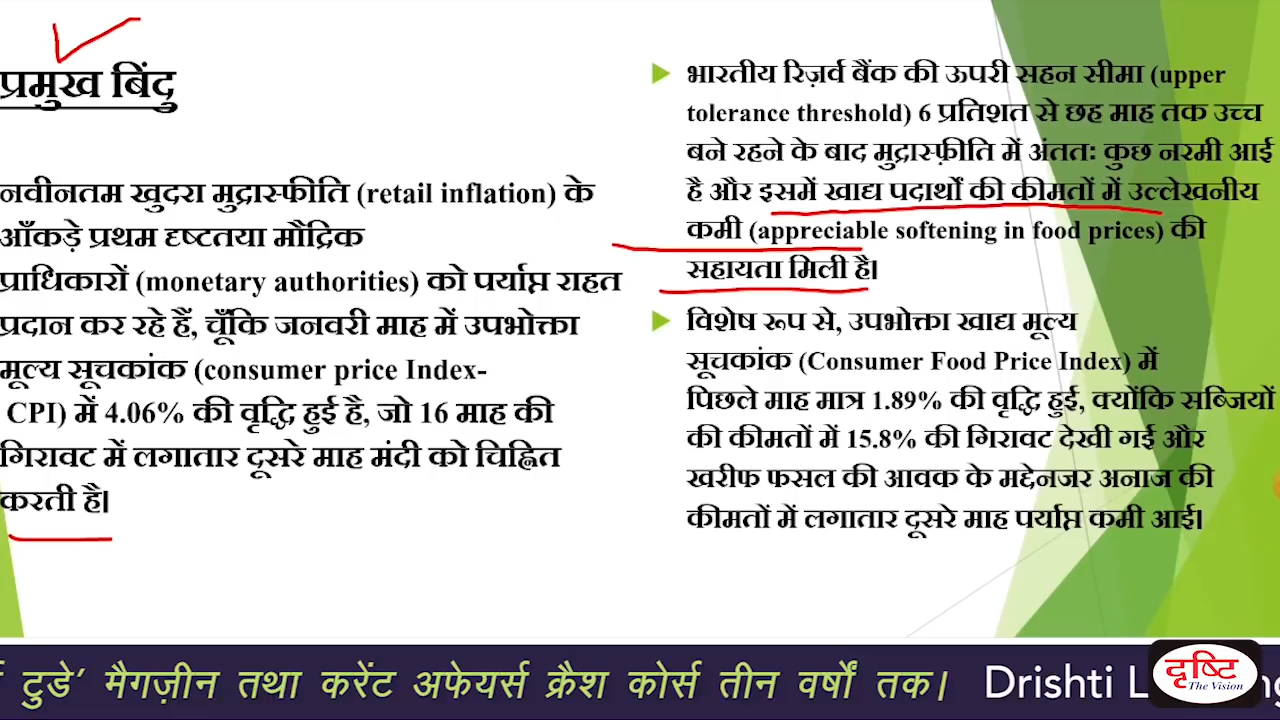 प्रमुख बिंदु
नवीनतम खुदरा मुद्रास्फीति (retail inflation) के
आँकड़े प्रथम दृष्टतया मौद्रिक
प्राधिकारों (monetary authorities) को पर्याप्त राहत
प्रदान कर रहे हैं, चूँकि जनवरी माह में उपभोक्ता
मूल्य सूचकांक (consumer price Index-
CPI) में 4.06% की वृद्धि हुई है, जो 16 माह की
गिरावट में लगातार दूसरे माह मंदी को चिह्नित
करती है।
भारतीय रिज़र्व बैंक की ऊपरी सहन सीमा (upper
tolerance threshold) 6 प्रतिशत से छह माह तक उच्च
बने रहने के बाद मुद्रास्फ़ीति में अंततः कुछ नरमी आई
है और इसमें खाद्य पदार्थों की कीमतों में उल्लेखनीय
कमी (appreciable softening in food prices) की
सहायता मिली है।
विशेष रूप से, उपभोक्ता खाद्य मूल्य
सूचकांक (Consumer Food Price Index) में
पिछले माह मात्र 1.89% की वृद्धि हुई, क्योंकि सब्जियों
की कीमतों में 15.8% की गिरावट देखी गई और
खरीफ फसल की आवक के मद्देनजर अनाज की
कीमतों में लगातार दूसरे माह पर्याप्त कमी आई।
टुडे’ मैगज़ीन तथा करेंट अफेयर्स क्रैश कोर्स तीन वर्षों तक। Drishti
दृष्टि
The Vision